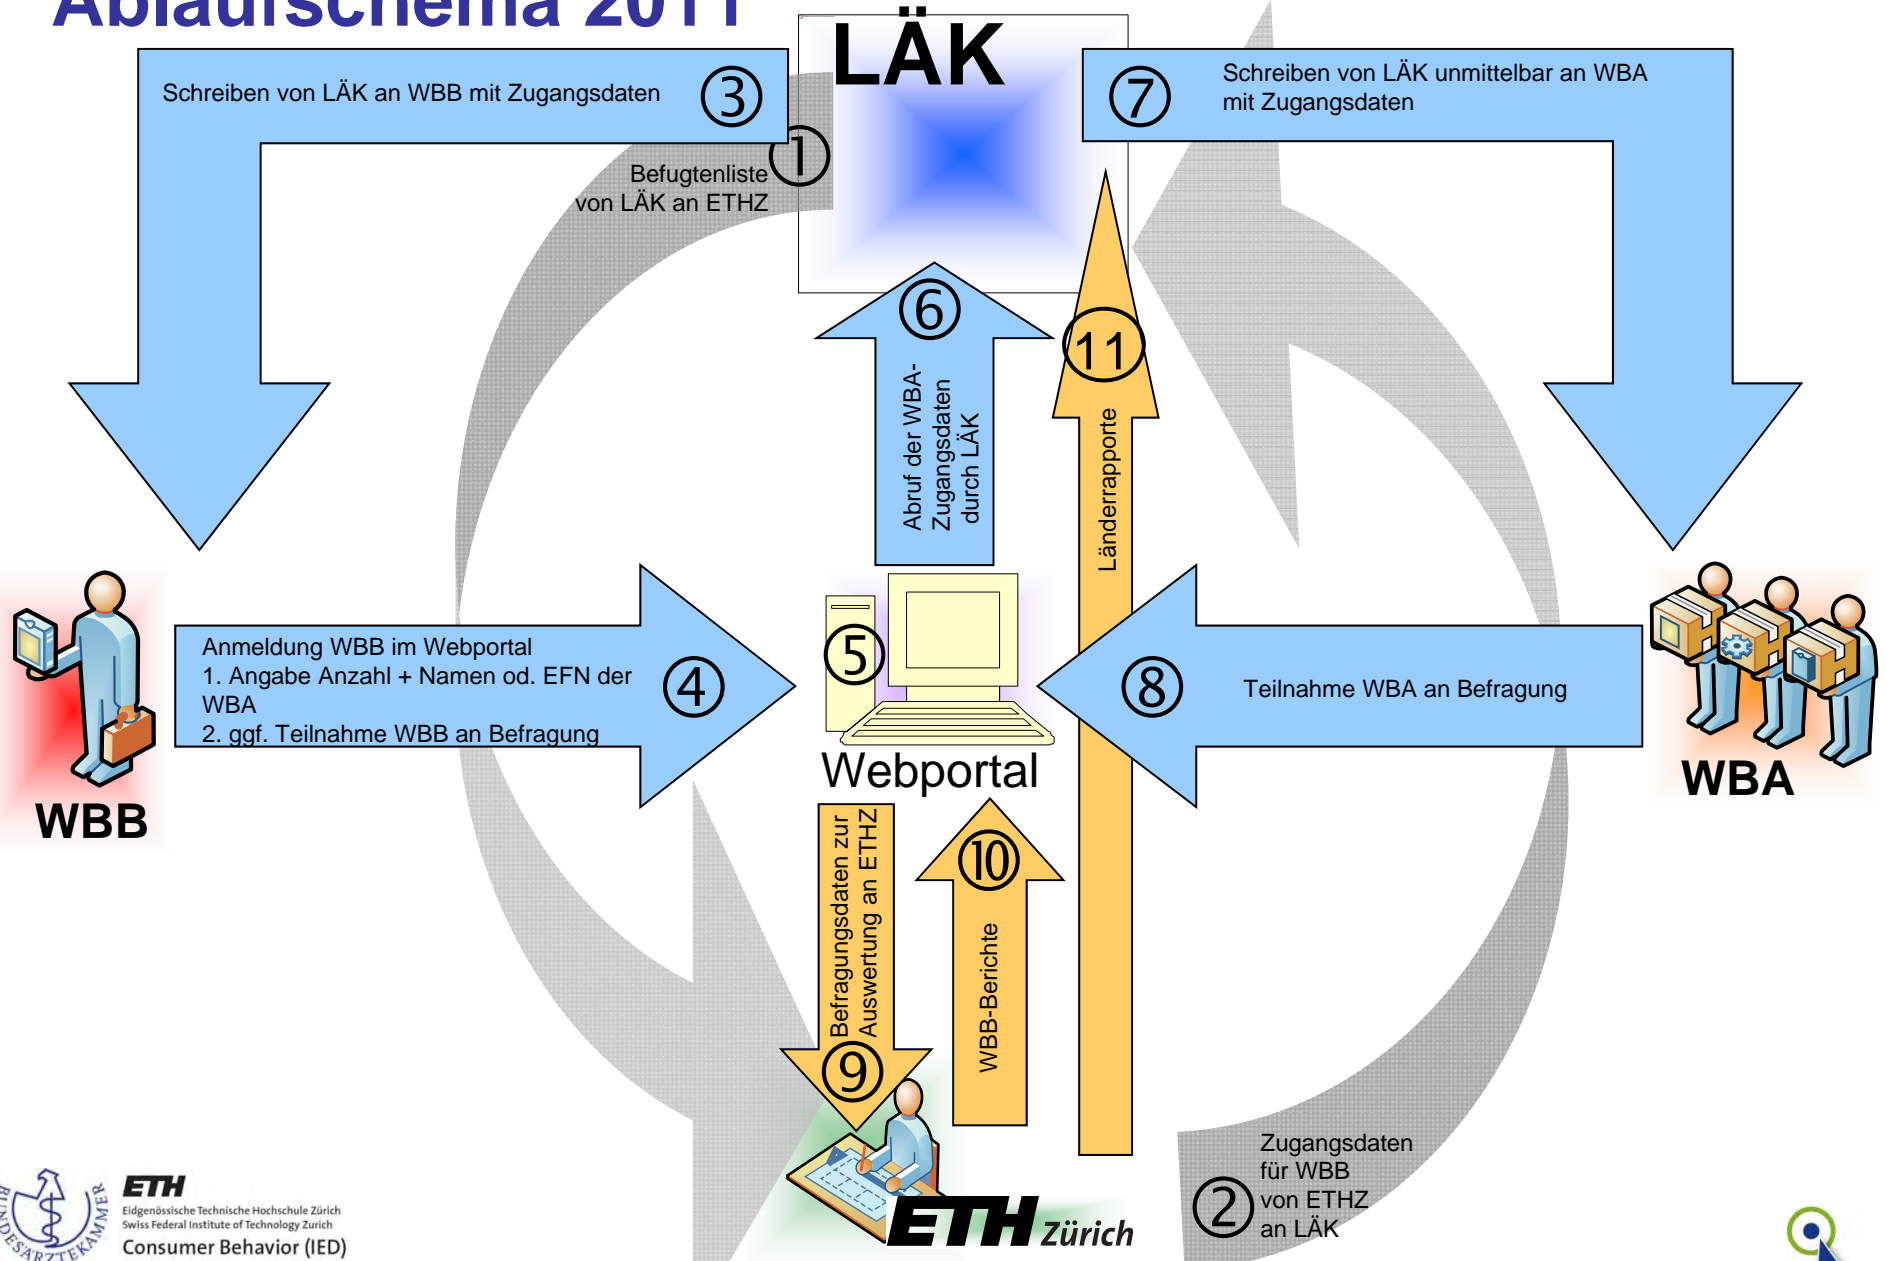 Ablaufschema 2011
LÄK
Schreiben von LÄK an WBB mit Zugangsdaten
③
①
Befugtenliste
von LÄK an ETHZ
⑦
Schreiben von LÄK unmittelbar an WBA
mit Zugangsdaten
⑥
Abruf der WBA-
Zugangsdaten
durch LÄK
11
Länderrapporte
Anmeldung WBB im Webportal
1. Angabe Anzahl + Namen od. EFN der
WBA
2. ggf. Teilnahme WBB an Befragung
④
⑤
⑧
Teilnahme WBA an Befragung
WBB
Webportal
WBA
Befragungsdaten zur
Auswertung an ETHZ
⑨
⑩
WBB-Berichte
②
Zugangsdaten
für WBB
von ETHZ
an LÄK
ETH Zürich
BUNDESÄRZTEKAMMER
ETH
Eidgenössische Technische Hochschule Zürich
Swiss Federal Institute of Technology Zurich
Consumer Behavior (IED)